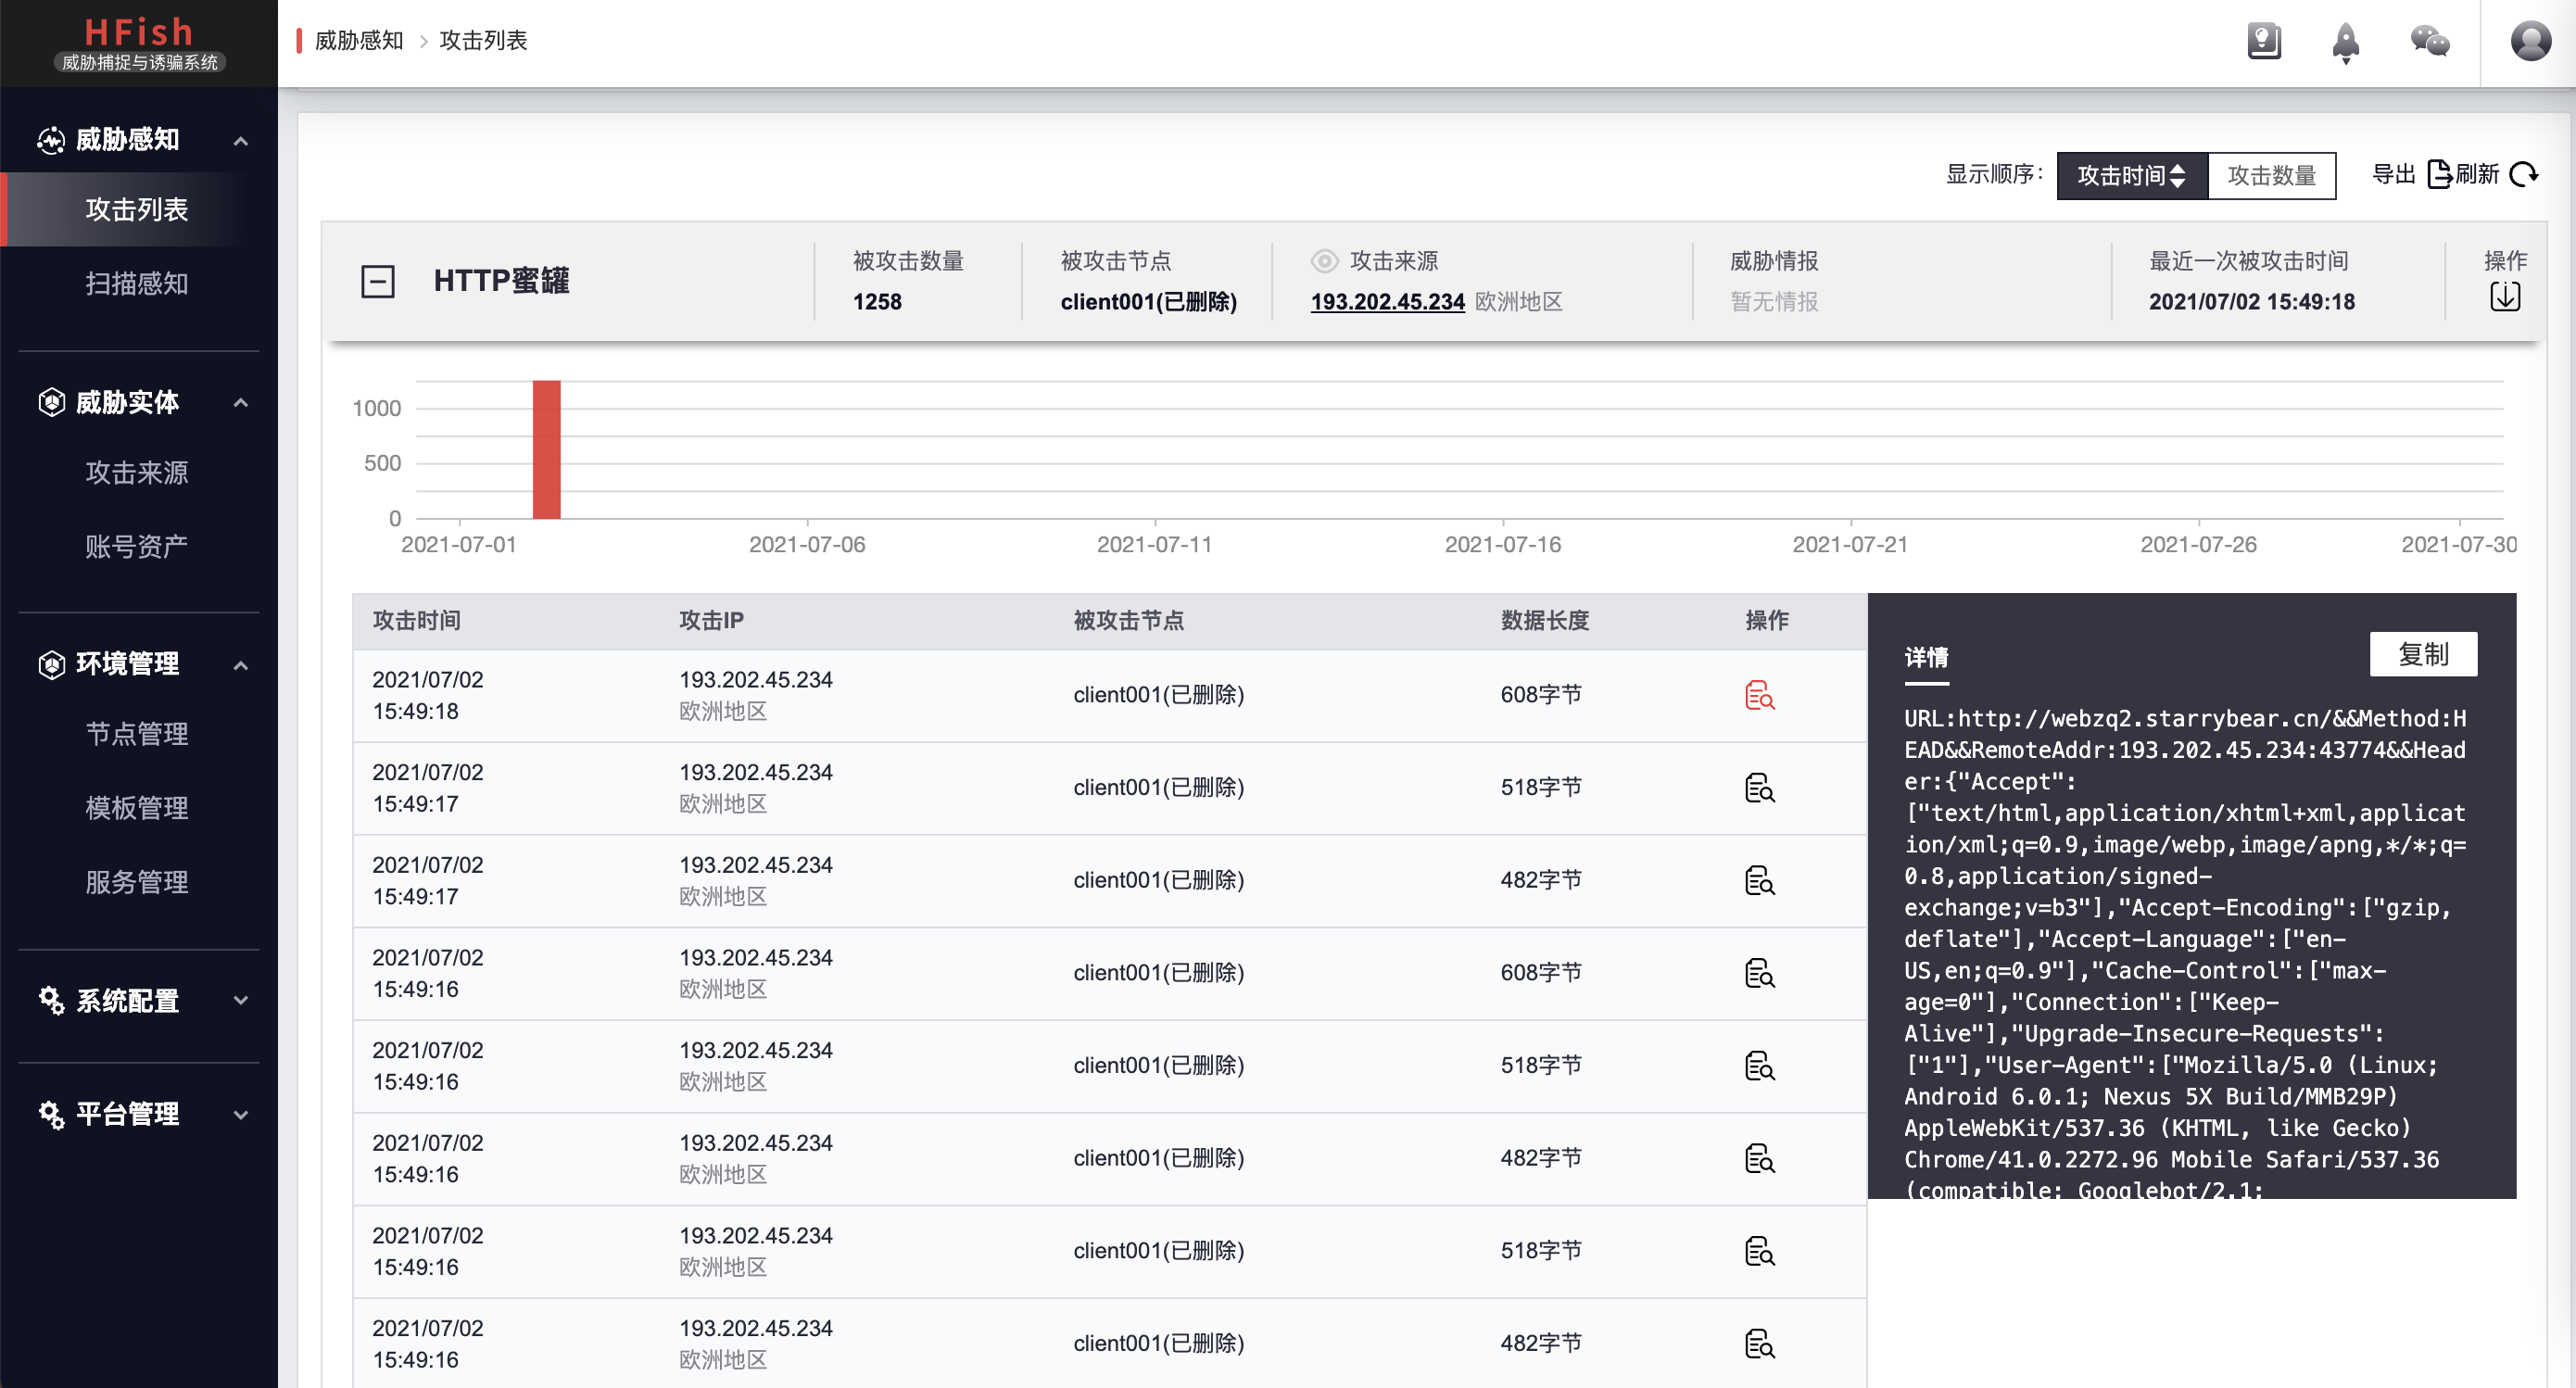 HFish
威胁捕捉与诱骗系统
威胁感知 > 攻击列表
威胁感知
攻击列表
扫描感知
威胁实体
攻击来源
账号资产
环境管理
节点管理
模板管理
服务管理
系统配置
平台管理
显示顺序: 攻击时间 攻击数量 导出 刷新
HTTP蜜罐
被攻击数量
1258
被攻击节点
client001(已删除)
攻击来源
193.202.45.234 欧洲地区
威胁情报
暂无情报
最近一次被攻击时间
2021/07/02 15:49:18
操作
1000
500
0
2021-07-01 2021-07-06 2021-07-11 2021-07-16 2021-07-21 2021-07-26 2021-07-30
攻击时间 攻击IP 被攻击节点 数据长度 操作
2021/07/02 193.202.45.234
client001(已删除) 608字节
15:49:18 欧洲地区
2021/07/02 193.202.45.234
client001(已删除) 518字节
15:49:17 欧洲地区
2021/07/02 193.202.45.234
client001(已删除) 482字节
15:49:17 欧洲地区
2021/07/02 193.202.45.234
client001(已删除) 608字节
15:49:16 欧洲地区
2021/07/02 193.202.45.234
client001(已删除) 518字节
15:49:16 欧洲地区
2021/07/02 193.202.45.234
client001(已删除) 482字节
15:49:16 欧洲地区
2021/07/02 193.202.45.234
client001(已删除) 518字节
15:49:16 欧洲地区
2021/07/02 193.202.45.234
client001(已删除) 482字节
15:49:16 欧洲地区
详情
复制
URL:http://webzq2.starrybear.cn/&&Method:H
EAD&&RemoteAddr:193.202.45.234:43774&&Head
er:{"Accept":
["text/html,application/xhtml+xml,applicat
ion/xml;q=0.9,image/webp,image/apng,*/*;q=
0.8,application/signed-
exchange;v=b3"],"Accept-Encoding":["gzip,
deflate"],"Accept-Language":["en-
US,en;q=0.9"],"Cache-Control":["max-
age=0"],"Connection":["Keep-
Alive"],"Upgrade-Insecure-Requests":
["1"],"User-Agent":["Mozilla/5.0 (Linux;
Android 6.0.1; Nexus 5X Build/MMB29P)
AppleWebKit/537.36 (KHTML, like Gecko)
Chrome/41.0.2272.96 Mobile Safari/537.36
(compatible; Googlebot/2.1;